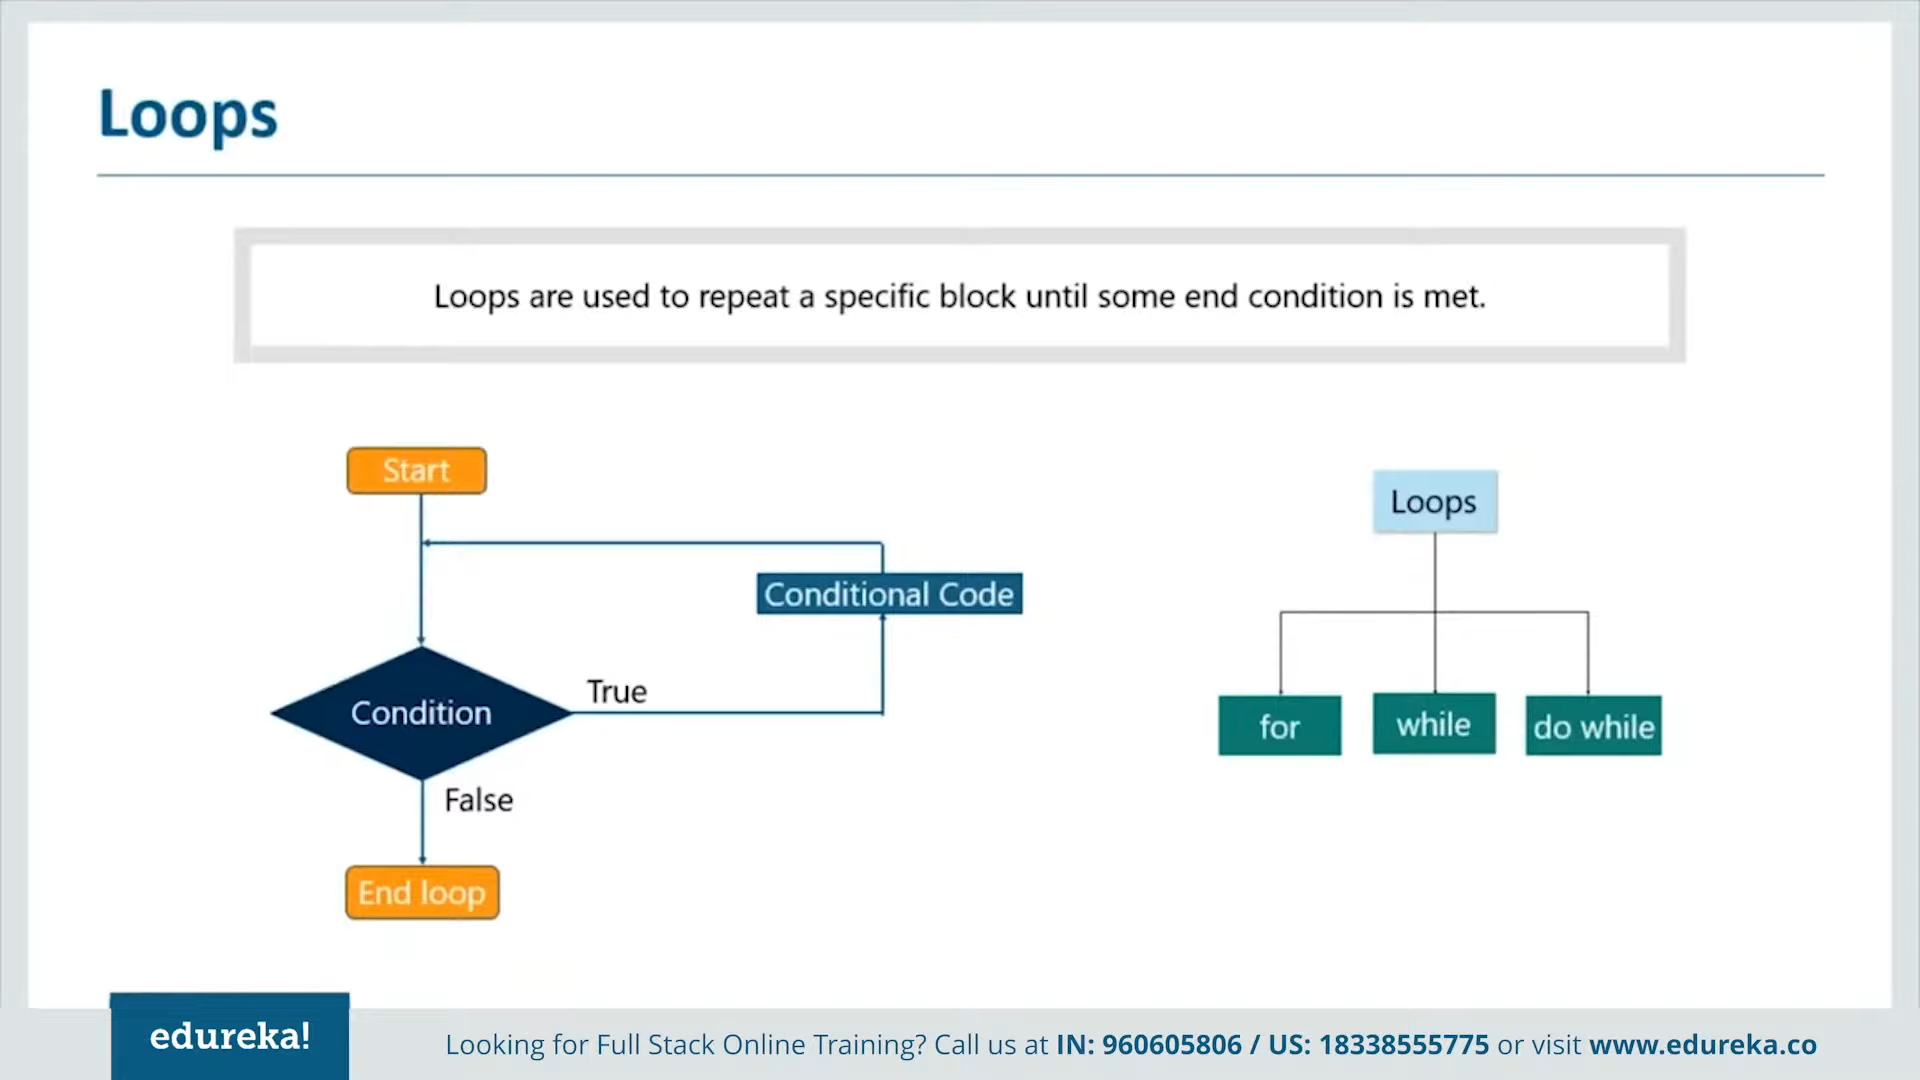 Loops
Loops are used to repeat a specific block until some end condition is met.
Start
Conditional Code
True
Condition
False
End loop
Loops
for
while
do while
edureka!
Looking for Full Stack Online Training? Call us at IN: 960605806 / US: 18338555775 or visit www.edureka.co